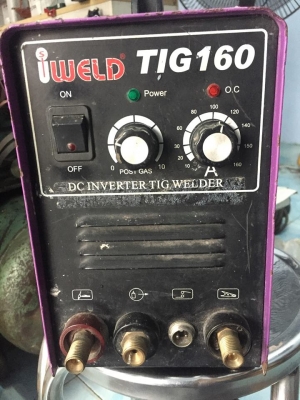 S
iWELD® TIG160
ON Power O.C
80 100
60 120
40 140
20
10 160
0 10
POST GAS A
OFF
DC INVERTER TIG WELDER